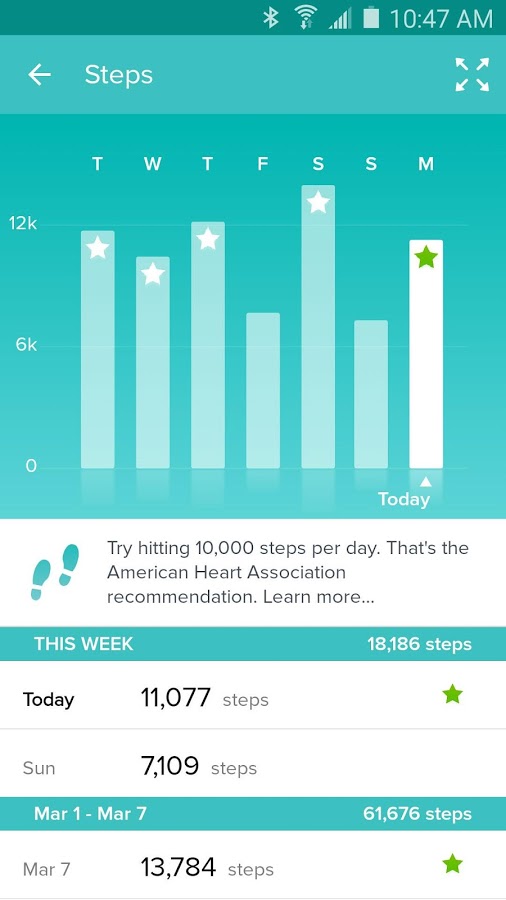 10:47 AM
Steps
T W T F S S M
12k
6k
0
Today
Try hitting 10,000 steps per day. That's the
American Heart Association
recommendation. Learn more...
THIS WEEK 18,186 steps
Today 11,077 steps
Sun 7,109 steps
Mar 1 - Mar 7 61,676 steps
Mar 7 13,784 steps